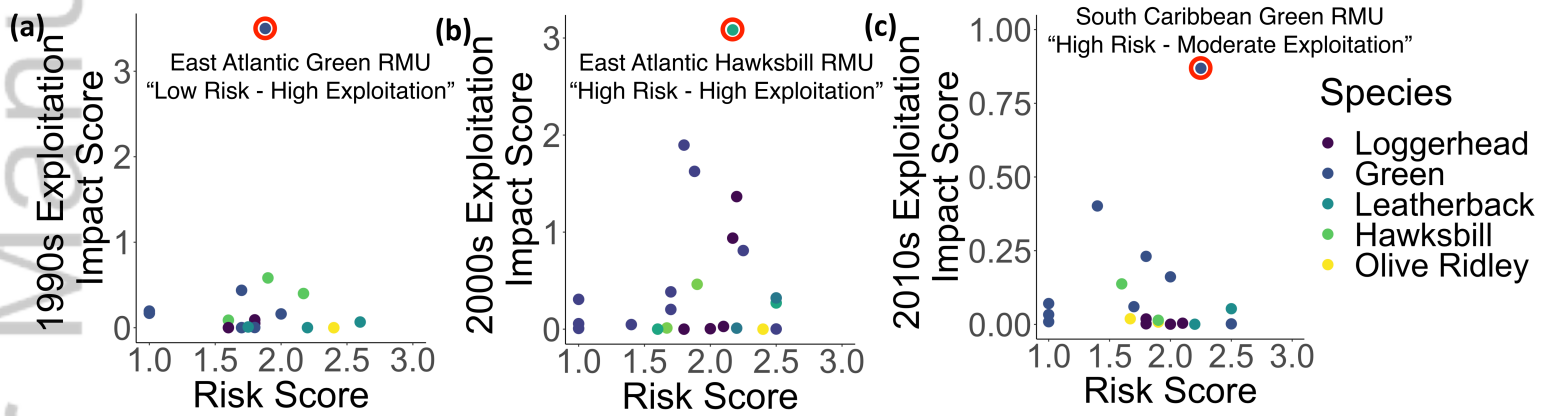 Manu
(a)
1990s Exploitation
Impact Score
3
2
1
0
East Atlantic Green RMU
“Low Risk - High Exploitation”
1.0 1.5 2.0 2.5 3.0
Risk Score
(b)
2000s Exploitation
Impact Score
3
2
1
0
East Atlantic Hawksbill RMU
“High Risk - High Exploitation”
1.0 1.5 2.0 2.5 3.0
Risk Score
(c)
2010s Exploitation
Impact Score
1.00
0.75
0.50
0.25
0.00
South Caribbean Green RMU
“High Risk - Moderate Exploitation”
1.0 1.5 2.0 2.5 3.0
Risk Score
Species
Loggerhead
Green
Leatherback
Hawksbill
Olive Ridley